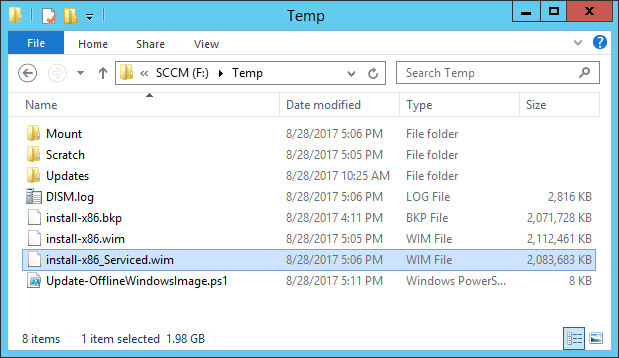 Temp
File Home Share View
« SCCM (F:) Temp Search Temp
Name Date modified Type Size
Mount 8/28/2017 5:06 PM File folder
Scratch 8/28/2017 5:05 PM File folder
Updates 8/28/2017 10:25 AM File folder
DISM.log 8/28/2017 5:06 PM LOG File 2,816 KB
install-x86.bkp 8/28/2017 4:11 PM BKP File 2,071,728 KB
install-x86.wim 8/28/2017 5:05 PM WIM File 2,112,461 KB
install-x86_Serviced.wim 8/28/2017 5:06 PM WIM File 2,083,683 KB
Update-OfflineWindowsImage.ps1 8/28/2017 5:11 PM Windows PowerS... 8 KB
8 items 1 item selected 1.98 GB